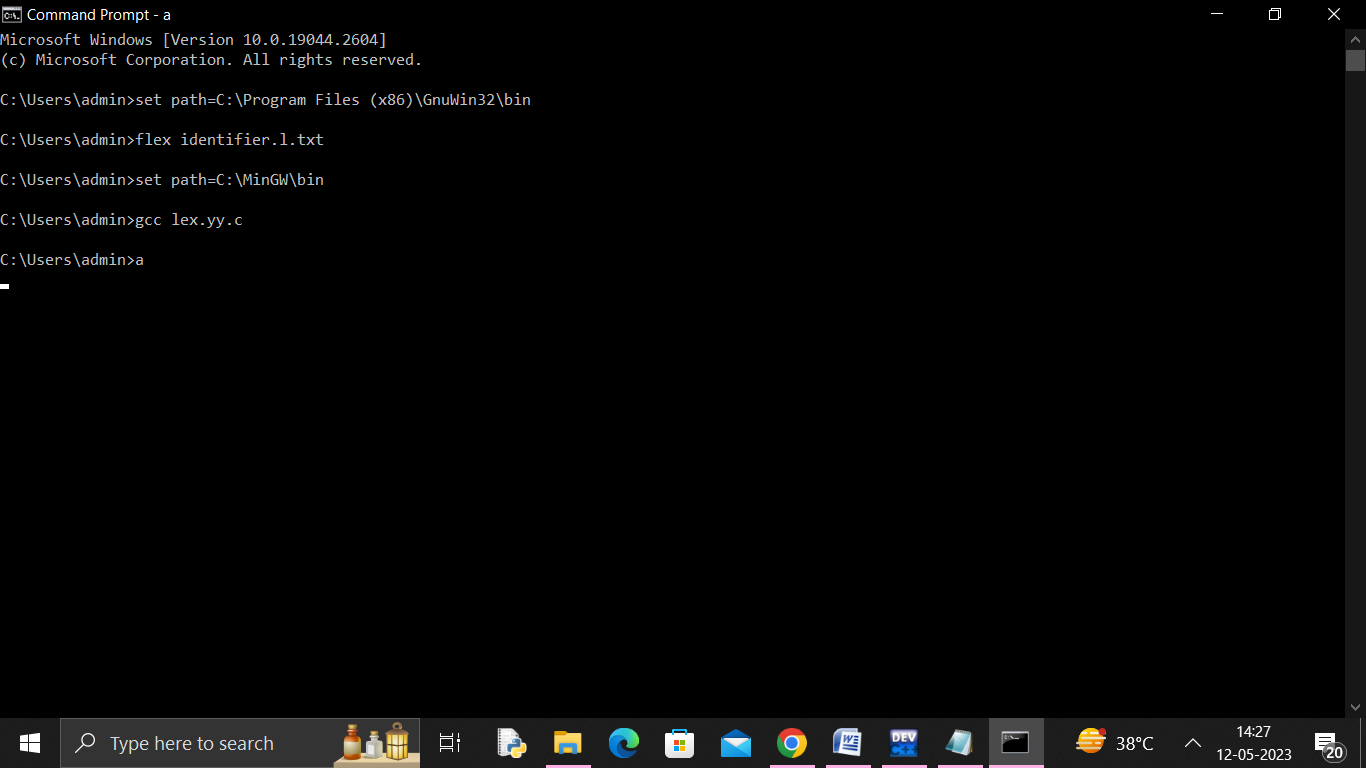 Command Prompt - a
Microsoft Windows [Version 10.0.19044.2604]
(c) Microsoft Corporation. All rights reserved.
C:\Users\admin>set path=C:\Program Files (x86)\GnuWin32\bin
C:\Users\admin>flex identifier.l.txt
C:\Users\admin>set path=C:\MinGW\bin
C:\Users\admin>gcc lex.yy.c
C:\Users\admin>a
Type here to search
DEV
C++
38°C
14:27
12-05-2023
20